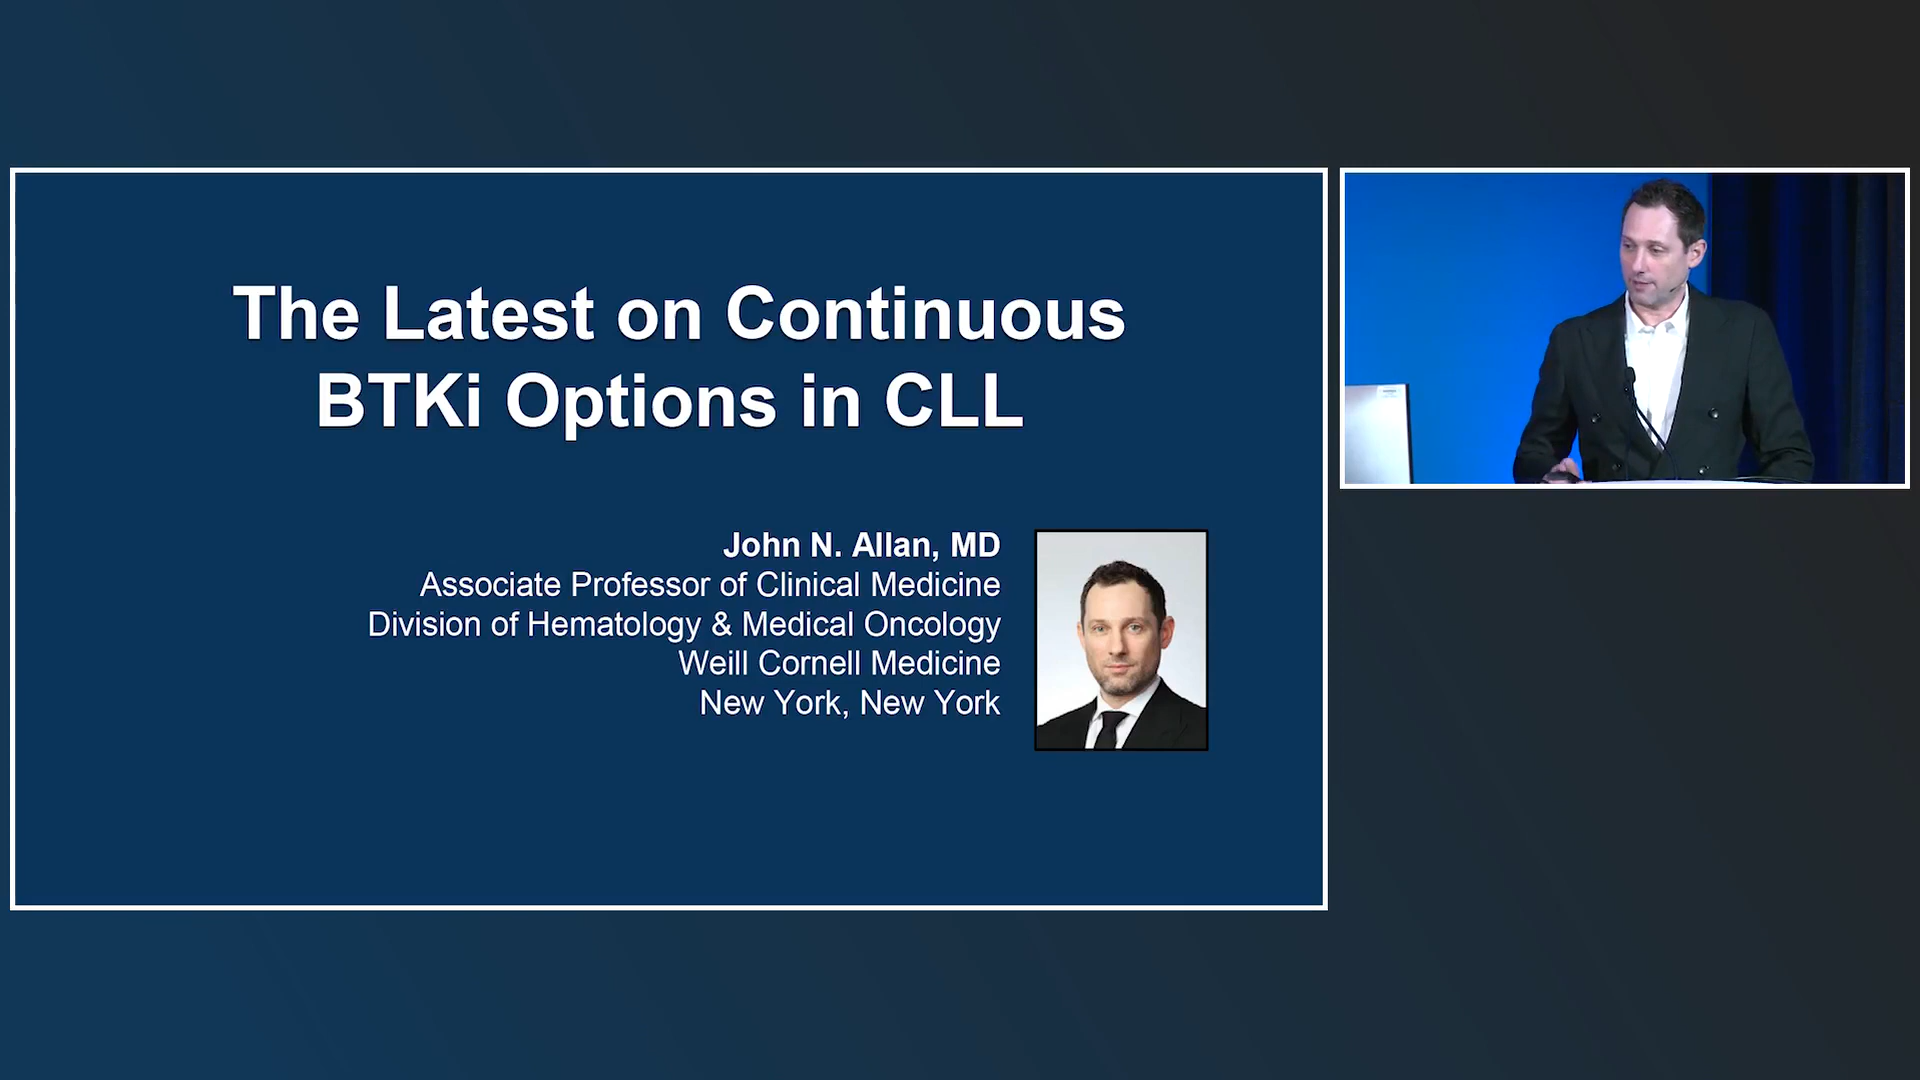 The Latest on Continuous
BTKi Options in CLL
John N. Allan, MD
Associate Professor of Clinical Medicine
Division of Hematology & Medical Oncology
Weill Cornell Medicine
New York, New York